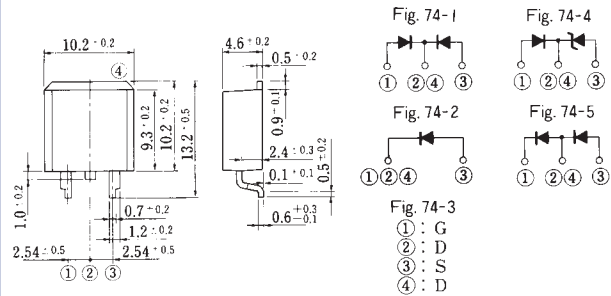 10.2 ± 0.2
④
9.3 ± 0.2
10.2 ± 0.2
13.2 ± 0.5
1.0 ± 0.2
0.7 ± 0.2
1.2 ± 0.2
2.54 ± 0.5
2.54 ± 0.5
① ② ③
4.6 ± 0.2
0.5 ± 0.2
0.9 ± 0.1
2.4 ± 0.3
0.1 ± 0.1
0.5 ± 0.2
0.6 +0.3 −0.1
Fig. 74-1
① ②④ ③
Fig. 74-4
① ②④ ③
Fig. 74-2
①②④ ③
Fig. 74-5
① ②④ ③
Fig. 74-3
① : G
② : D
③ : S
④ : D